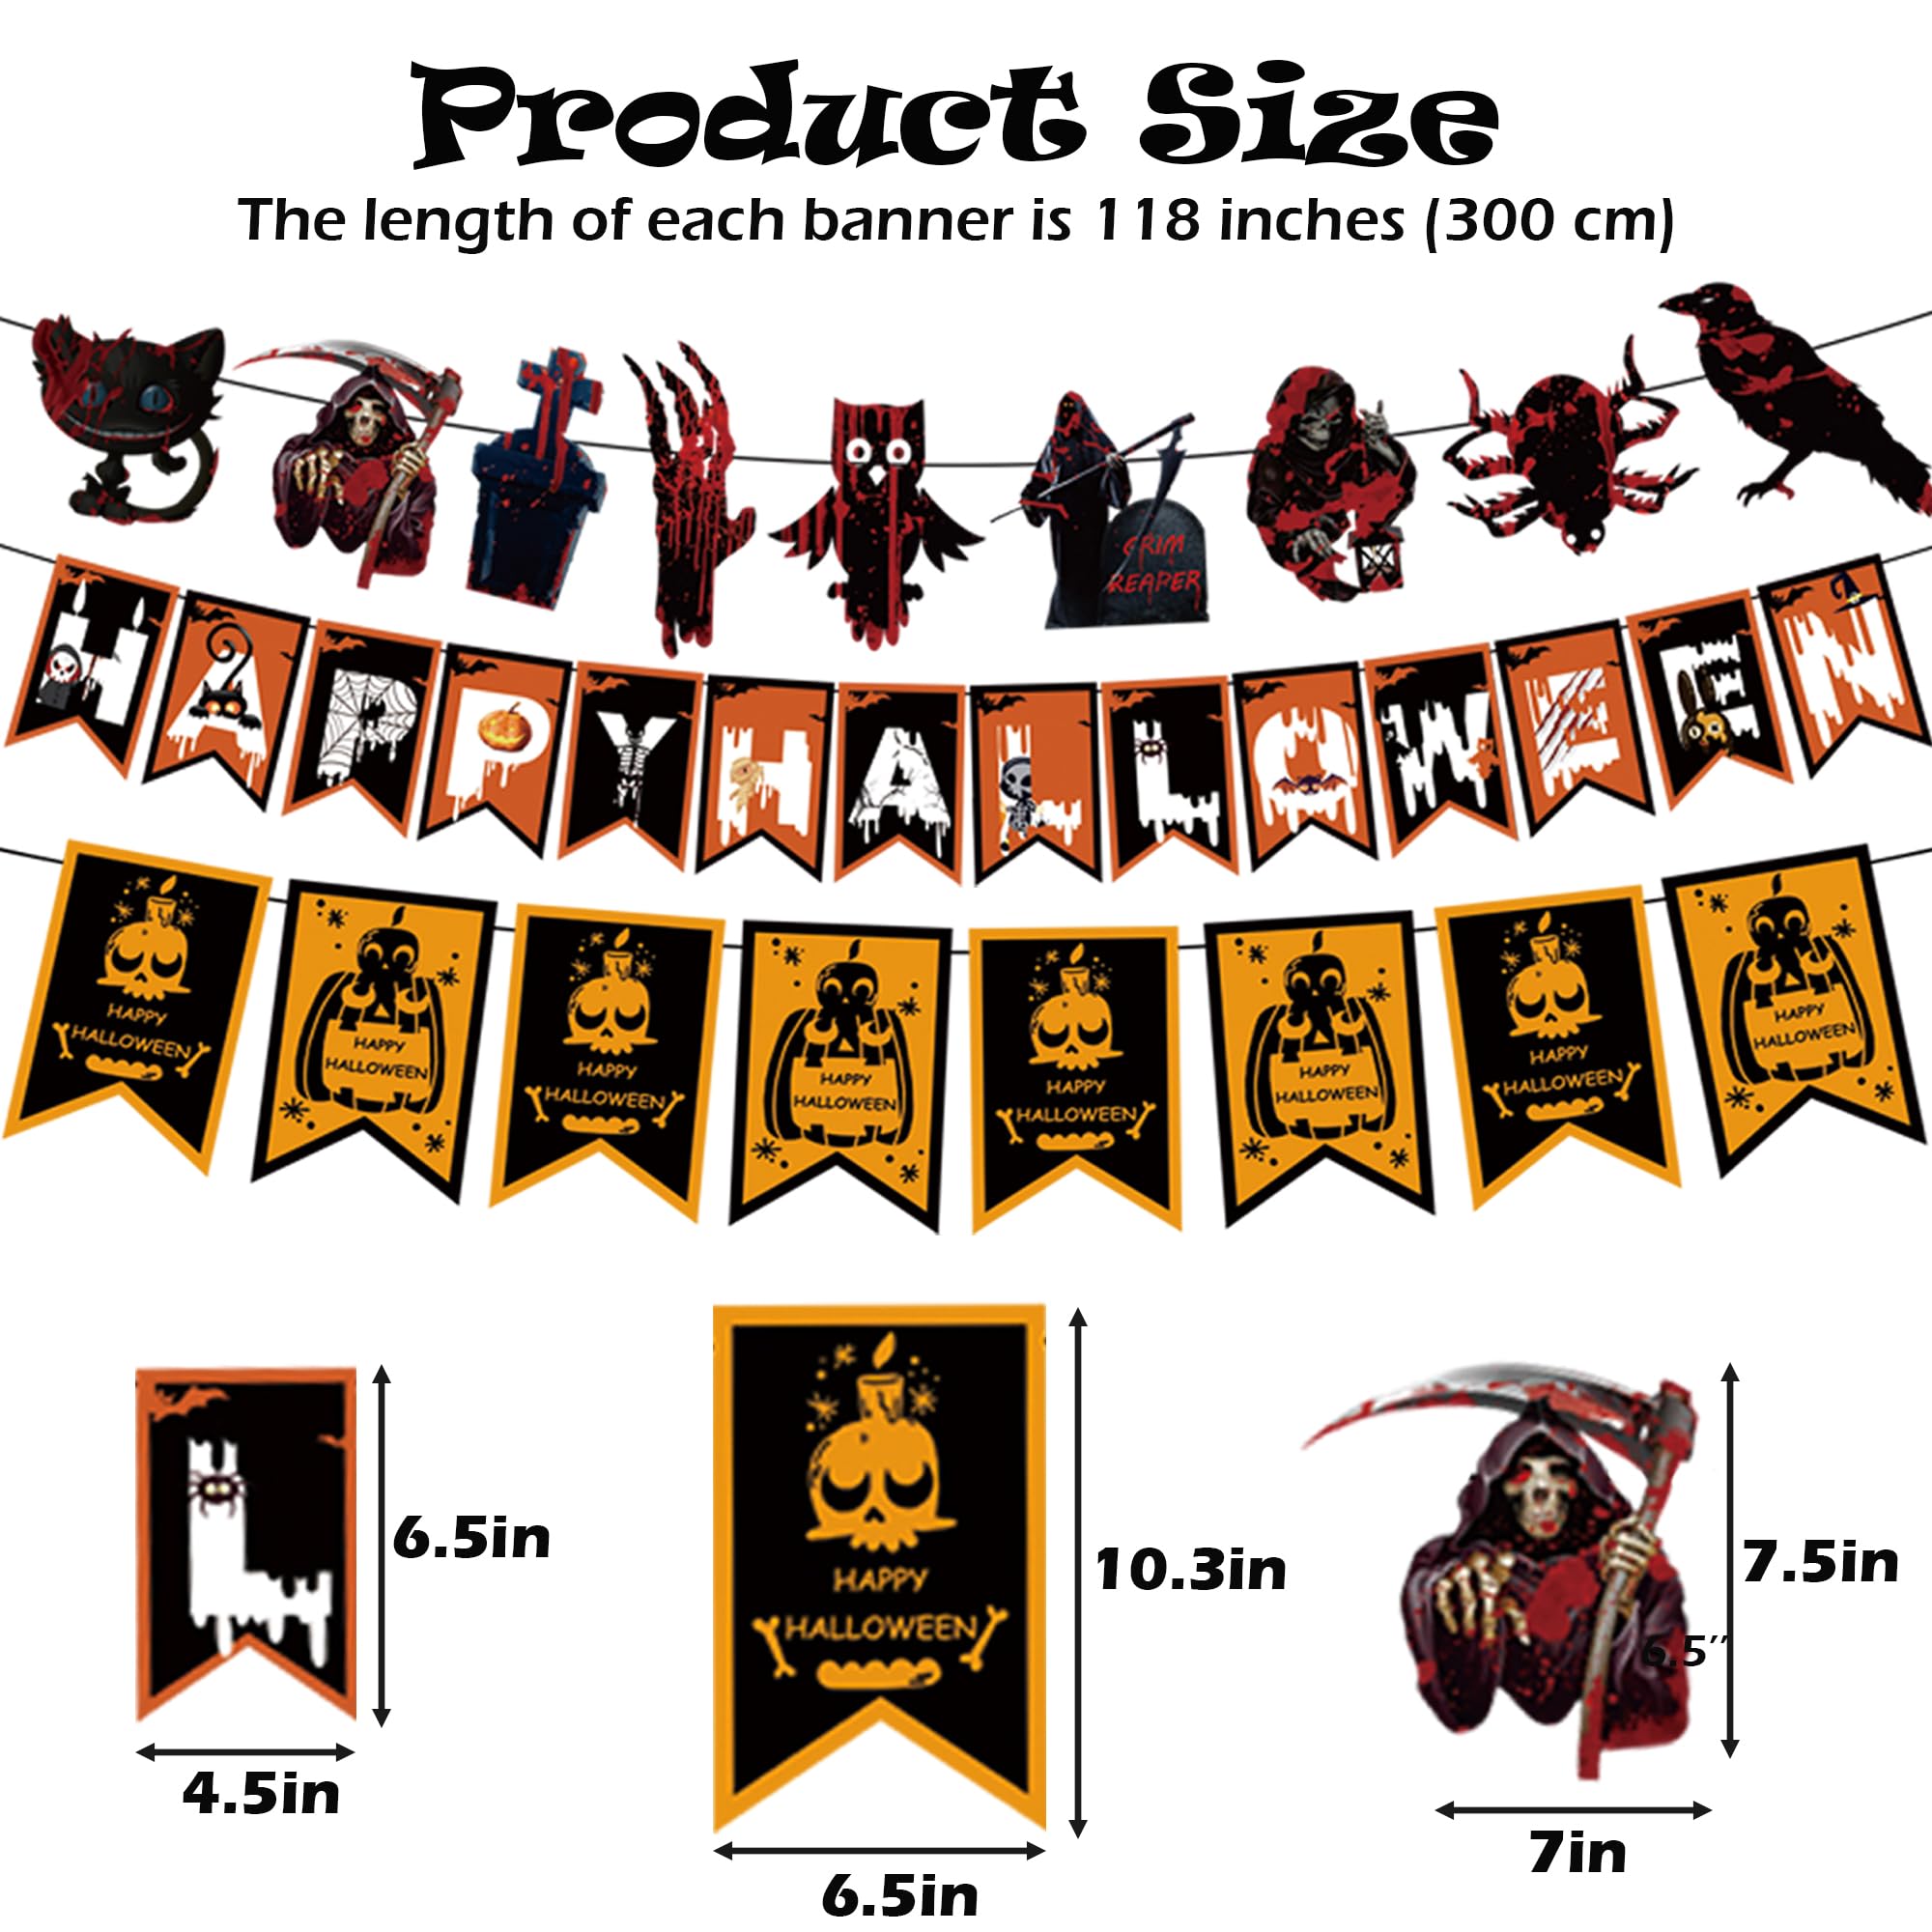 Product Size
The length of each banner is 118 inches (300 cm)
GRIM
REAPER
HAPPY HALLOWEEN
HAPPY
HALLOWEEN
HAPPY
HALLOWEEN
HAPPY
HALLOWEEN
HAPPY
HALLOWEEN
HAPPY
HALLOWEEN
HAPPY
HALLOWEEN
HAPPY
HALLOWEEN
HAPPY
HALLOWEEN
L
6.5in
4.5in
HAPPY
HALLOWEEN
10.3in
6.5in
7.5in
6.5"
7in